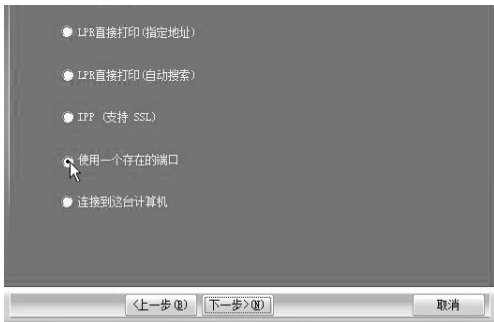 LPR直接打印(指定地址)
LPR直接打印(自动搜索)
IPP (支持 SSL)
使用一个存在的端口
连接到这台计算机
<上一步(B) 下一步>(N) 取消